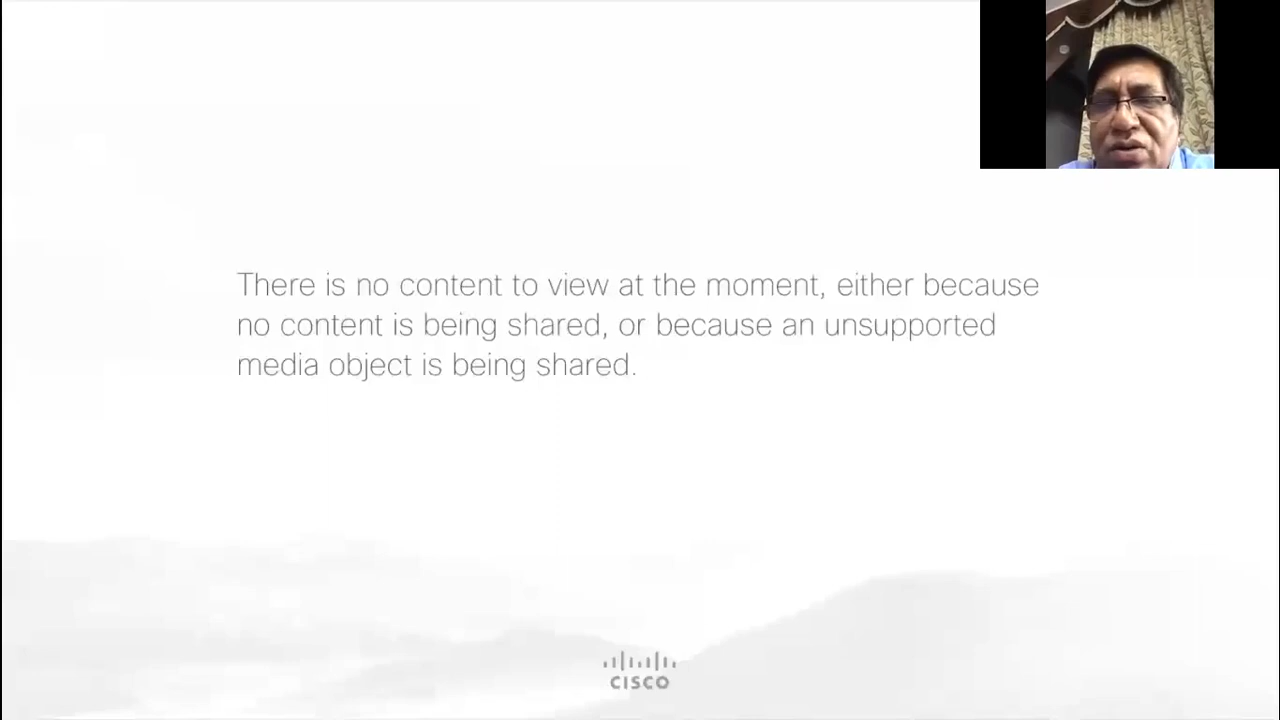 There is no content to view at the moment, either because
no content is being shared, or because an unsupported
media object is being shared.
CISCO